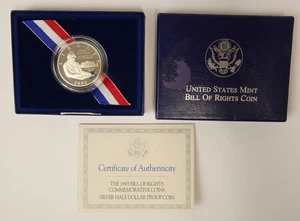 1993
UNITED STATES MINT
BILL OF RIGHTS COIN
Certificate of Authenticity
THE 1993 BILL OF RIGHTS
COMMEMORATIVE COINS
SILVER HALF DOLLAR PROOF COIN